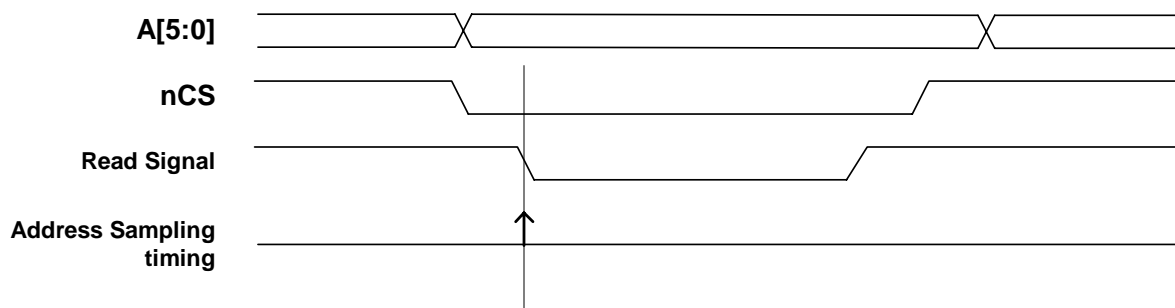 A[5:0]
nCS
Read Signal
Address Sampling
timing